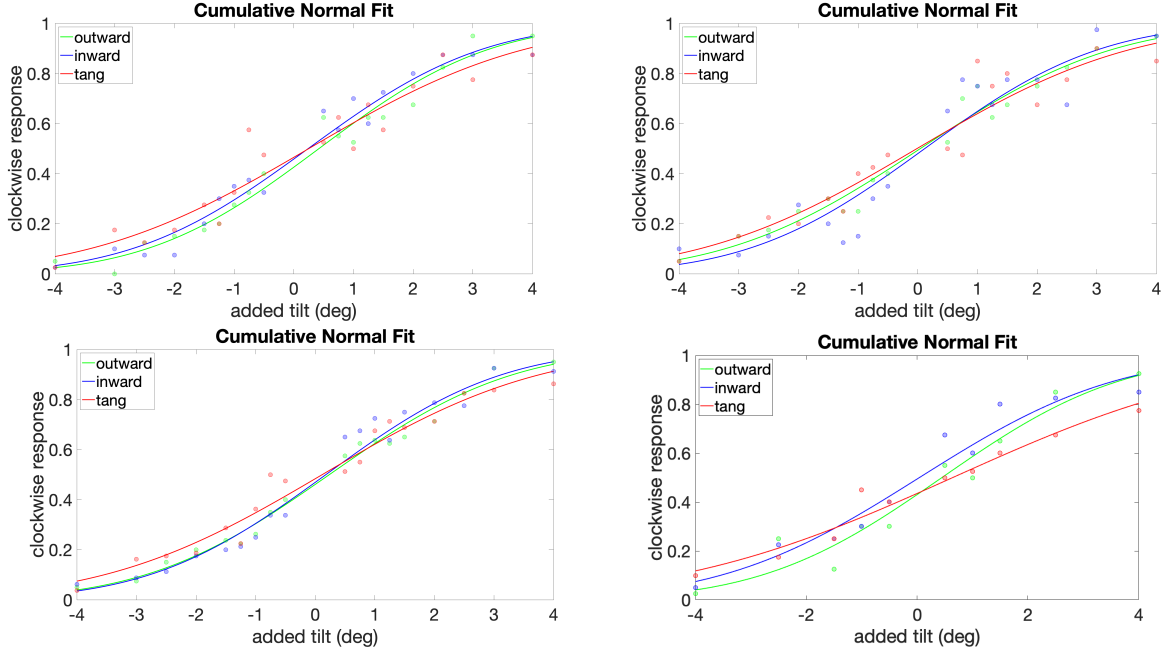 Cumulative Normal Fit
1
0.8
0.6
0.4
0.2
0
clockwise response
outward
inward
tang
-4 -3 -2 -1 0 1 2 3 4
added tilt (deg)
Cumulative Normal Fit
1
0.8
0.6
0.4
0.2
0
clockwise response
outward
inward
tang
-4 -3 -2 -1 0 1 2 3 4
added tilt (deg)
Cumulative Normal Fit
1
0.8
0.6
0.4
0.2
0
clockwise response
outward
inward
tang
-4 -3 -2 -1 0 1 2 3 4
added tilt (deg)
Cumulative Normal Fit
1
0.8
0.6
0.4
0.2
0
clockwise response
outward
inward
tang
-4 -2 0 2 4
added tilt (deg)